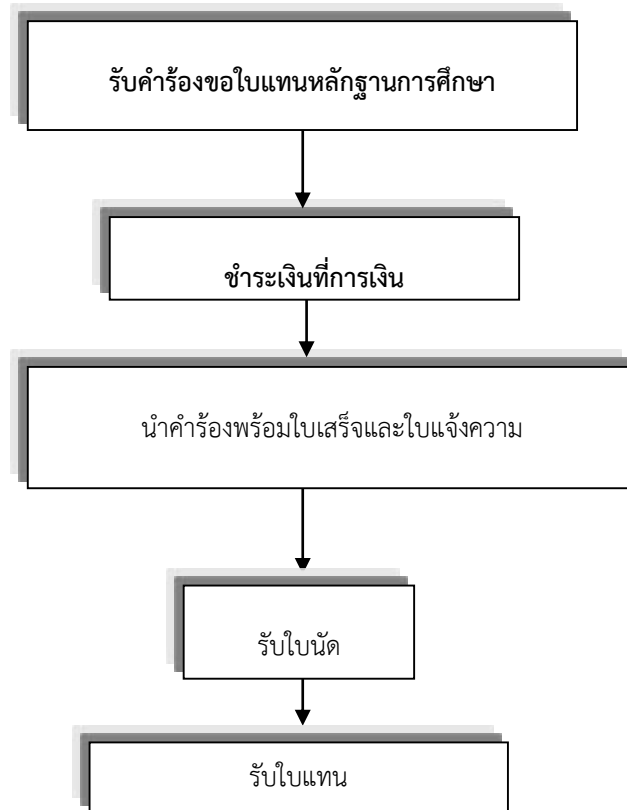 รับคำร้องขอใบแทนหลักฐานการศึกษา
ชำระเงินที่การเงิน
นำคำร้องพร้อมใบเสร็จและใบแจ้งความ
รับใบนัด
รับใบแทน